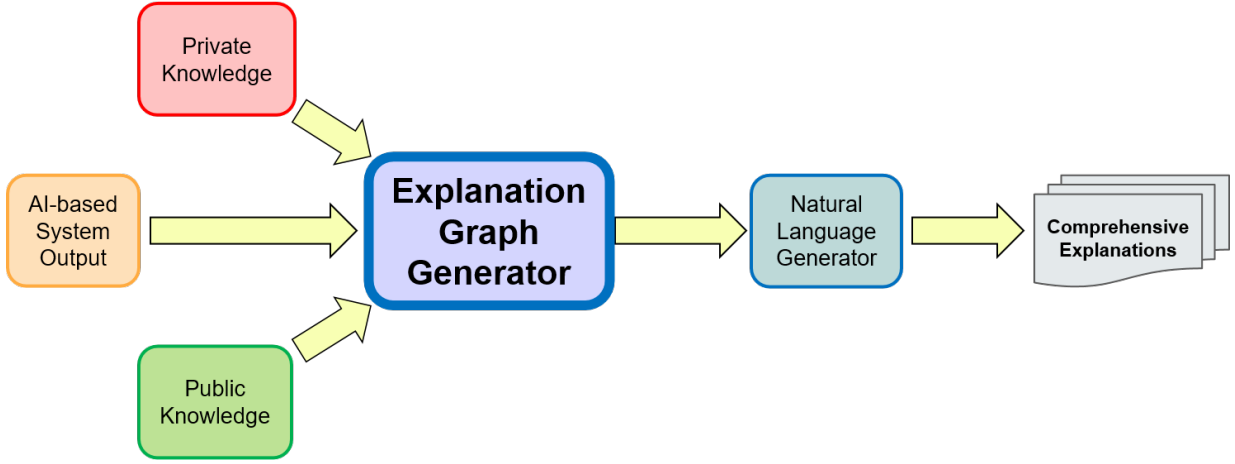 Private
Knowledge
AI-based
System
Output
Explanation
Graph
Generator
Natural
Language
Generator
Comprehensive
Explanations
Public
Knowledge